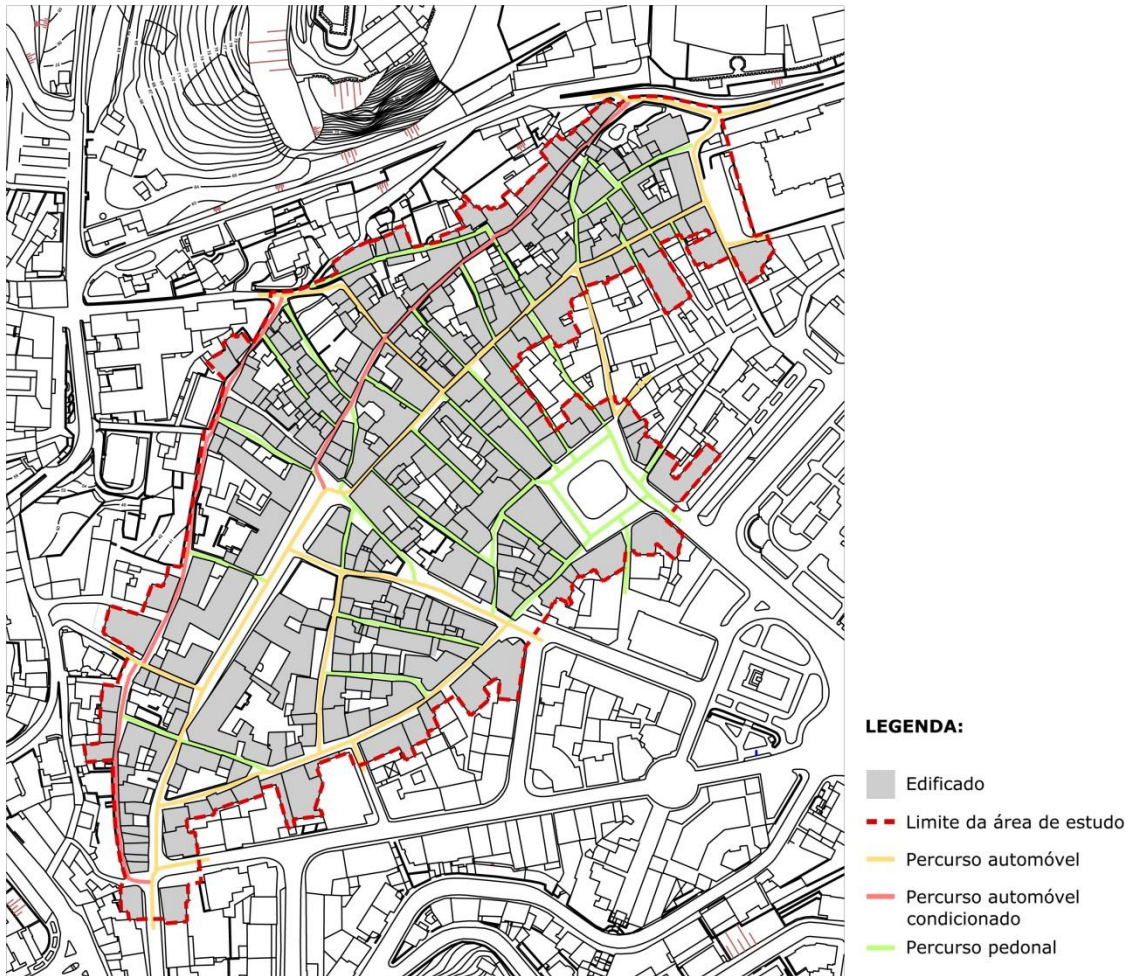 LEGENDA:
Edificado
Limite da área de estudo
Percurso automóvel
Percurso automóvel
condicionado
Percurso pedonal